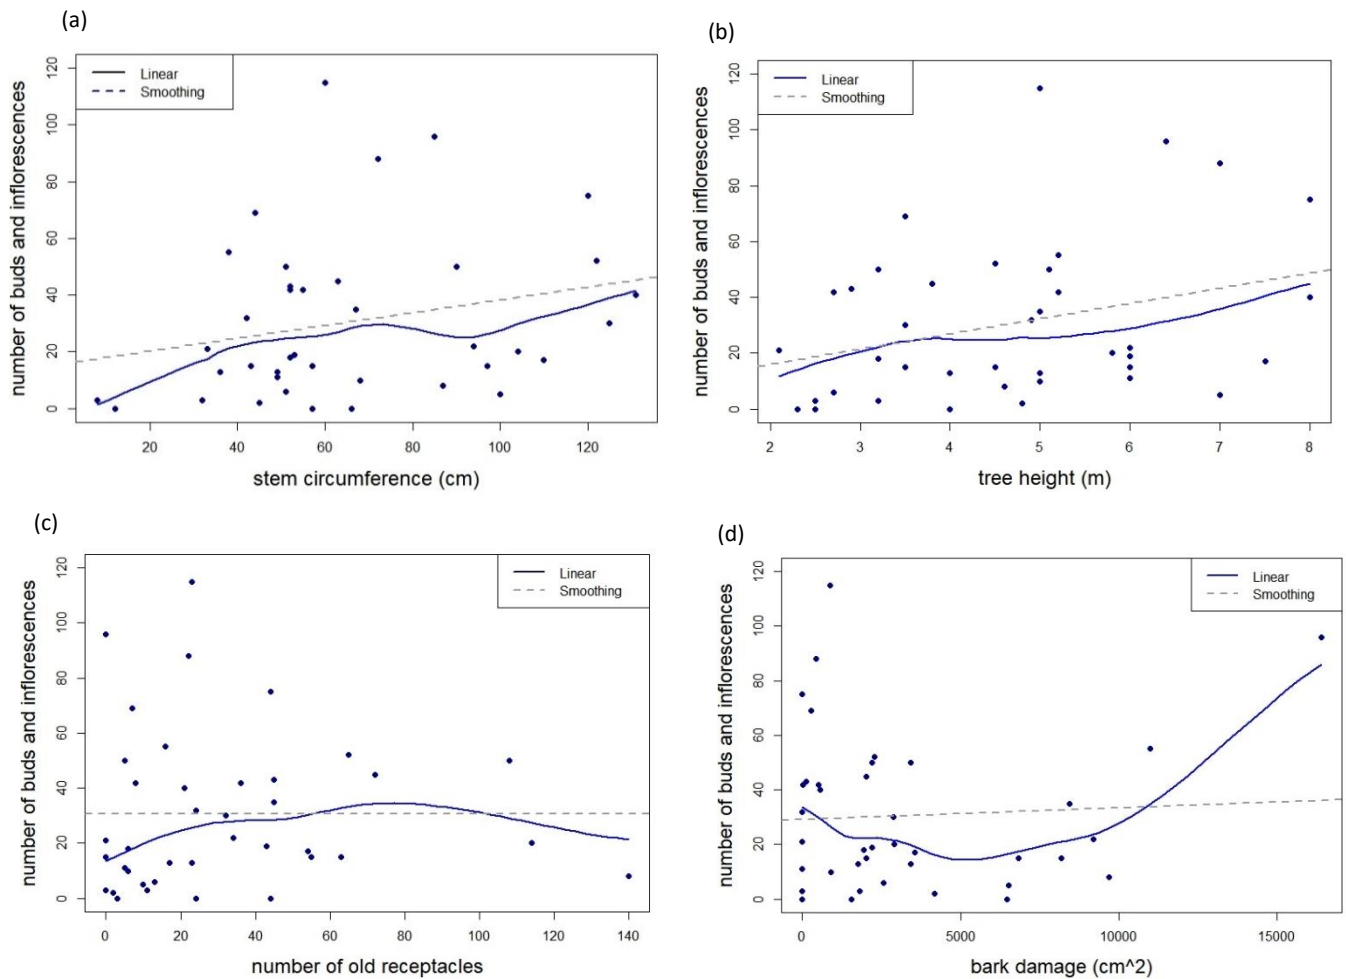 (a)
Linear
Smoothing
number of buds and inflorescences
0 20 40 60 80 100 120
20 40 60 80 100 120
stem circumference (cm)
(b)
Linear
Smoothing
number of buds and inflorescences
0 20 40 60 80 100 120
2 3 4 5 6 7 8
tree height (m)
(c)
Linear
Smoothing
number of buds and inflorescences
0 20 40 60 80 100 120
0 20 40 60 80 100 120 140
number of old receptacles
(d)
Linear
Smoothing
number of buds and inflorescences
0 20 40 60 80 100 120
0 5000 10000 15000
bark damage (cm^2)